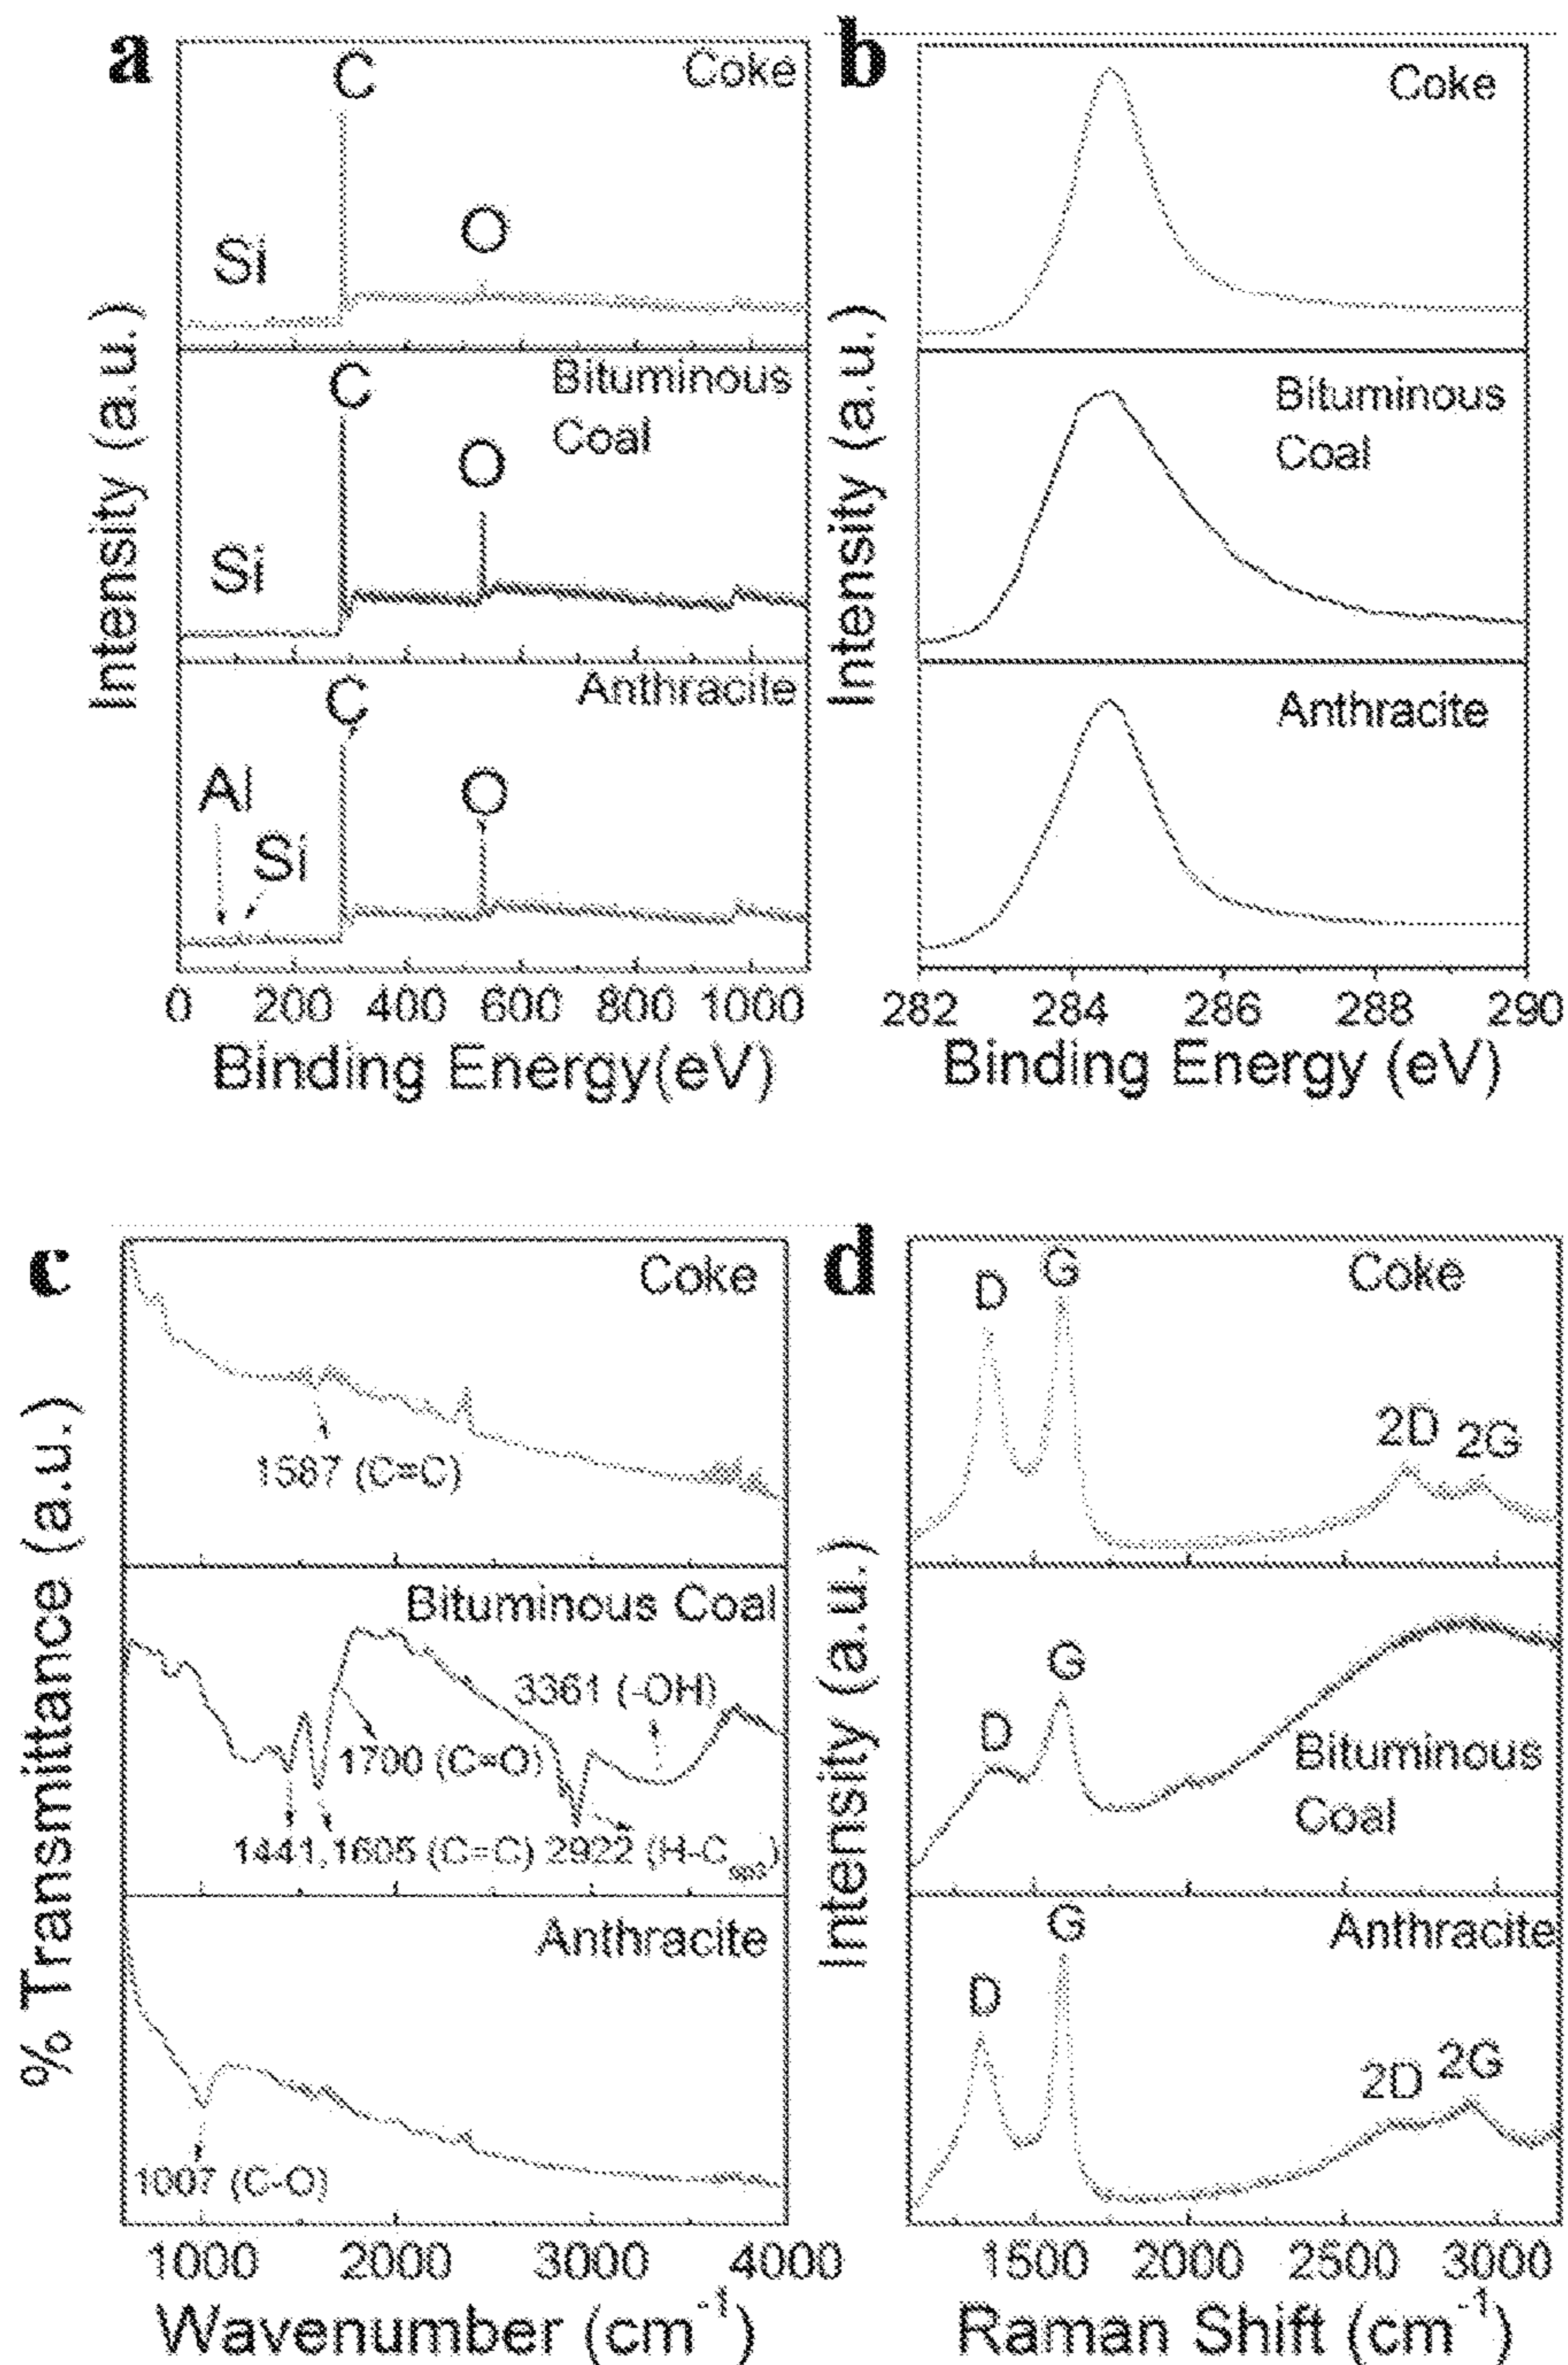 a
Intensity (a.u.)
C
Coke
Si
O
C
Bituminous
Coal
O
Si
C
Anthracite
Al
O
Si
0 200 400 600 800 1000
Binding Energy(eV)
b
Intensity (a.u.)
Coke
Bituminous
Coal
Anthracite
282 284 286 288 290
Binding Energy (eV)
c
% Transmittance (a.u.)
Coke
1587 (C=C)
Bituminous Coal
3361 (-OH)
1700 (C=O)
1441,1605 (C=C) 2922 (H-Csp3)
Anthracite
1007 (C-O)
1000 2000 3000 4000
Wavenumber (cm-1)
d
Intensity (a.u.)
D G Coke
2D 2G
G
D
Bituminous
Coal
G Anthracite
D
2D 2G
1500 2000 2500 3000
Raman Shift (cm-1)